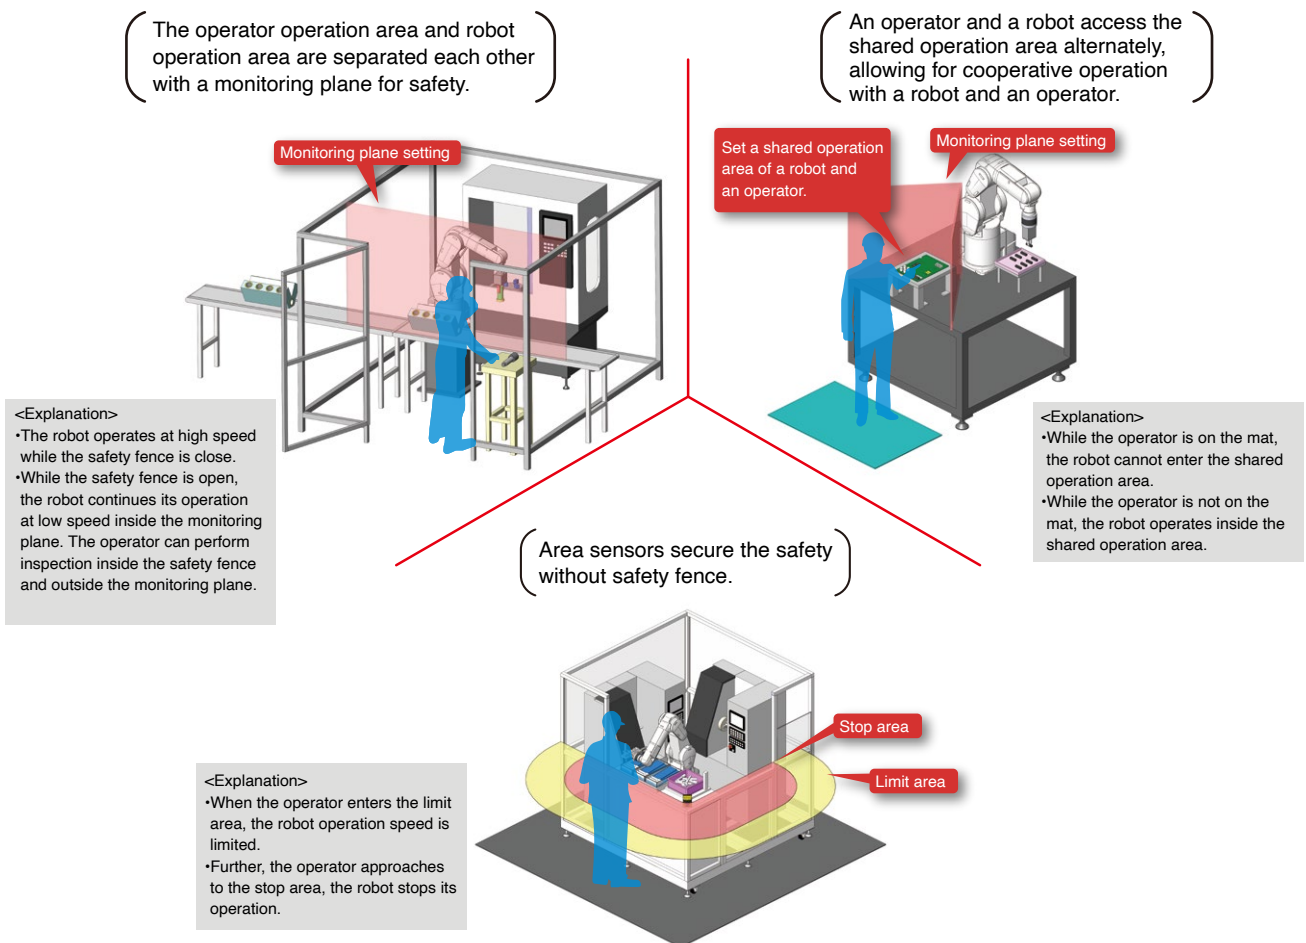 The operator operation area and robot
operation area are separated each other
with a monitoring plane for safety.
Monitoring plane setting
<Explanation>
•The robot operates at high speed
while the safety fence is close.
•While the safety fence is open,
the robot continues its operation
at low speed inside the monitoring
plane. The operator can perform
inspection inside the safety fence
and outside the monitoring plane.
An operator and a robot access the
shared operation area alternately,
allowing for cooperative operation
with a robot and an operator.
Set a shared operation
area of a robot and
an operator.
Monitoring plane setting
<Explanation>
•While the operator is on the mat,
the robot cannot enter the shared
operation area.
•While the operator is not on the
mat, the robot operates inside the
shared operation area.
Area sensors secure the safety
without safety fence.
Stop area
Limit area
<Explanation>
•When the operator enters the limit
area, the robot operation speed is
limited.
•Further, the operator approaches
to the stop area, the robot stops its
operation.